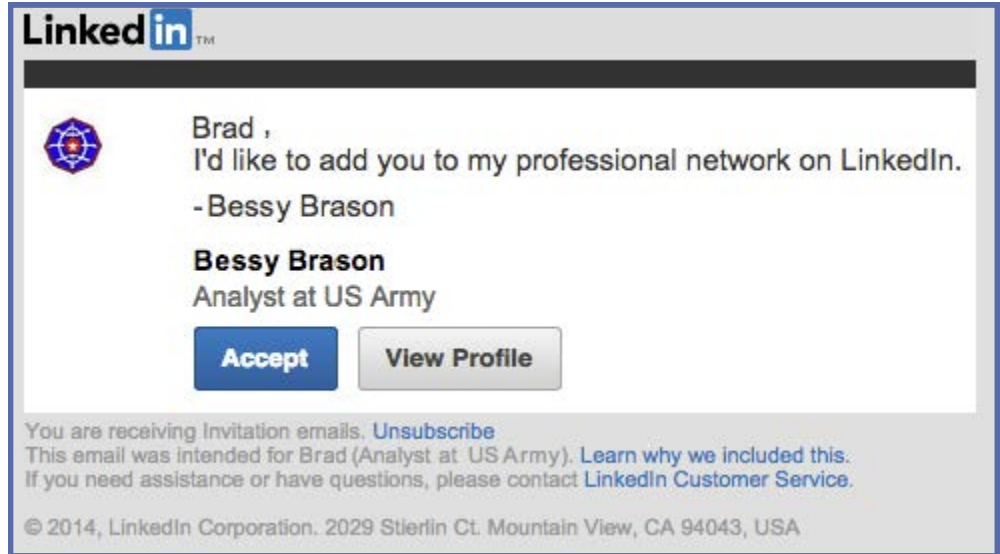 Linked in ™
Brad ,
I'd like to add you to my professional network on LinkedIn.
-Bessy Brason
Bessy Brason
Analyst at US Army
Accept View Profile
You are receiving Invitation emails. Unsubscribe
This email was intended for Brad (Analyst at US Army). Learn why we included this.
If you need assistance or have questions, please contact LinkedIn Customer Service.
© 2014, LinkedIn Corporation. 2029 Stierlin Ct. Mountain View, CA 94043, USA